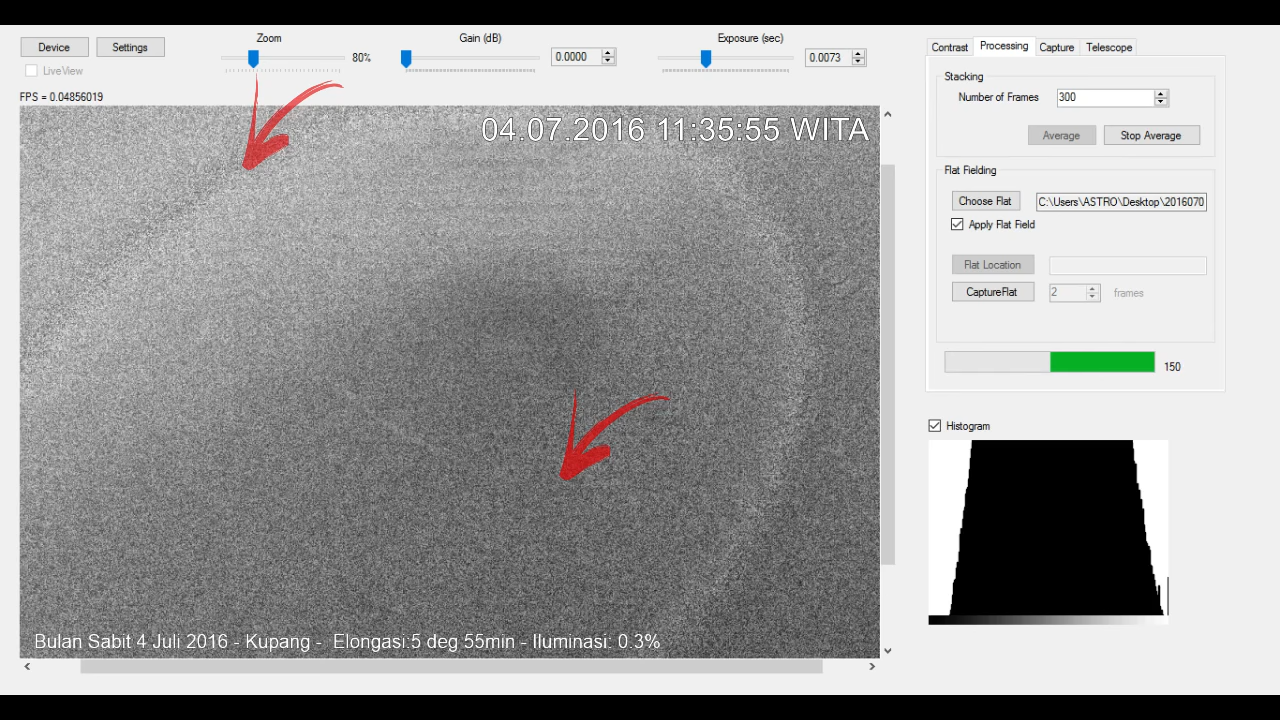 Device
Settings
Zoom
80%
Gain (dB)
0.0000
Exposure (sec)
0.0073
LiveView
FPS = 0.04856019
04.07.2016 11:35:55 WITA
Bulan Sabit 4 Juli 2016 - Kupang - Elongasi:5 deg 55min - Iluminasi: 0.3%
Contrast
Processing
Capture
Telescope
Stacking
Number of Frames
300
Average
Stop Average
Flat Fielding
Choose Flat
C:\Users\ASTRO\Desktop\2016070
Apply Flat Field
Flat Location
CaptureFlat
2
frames
150
Histogram